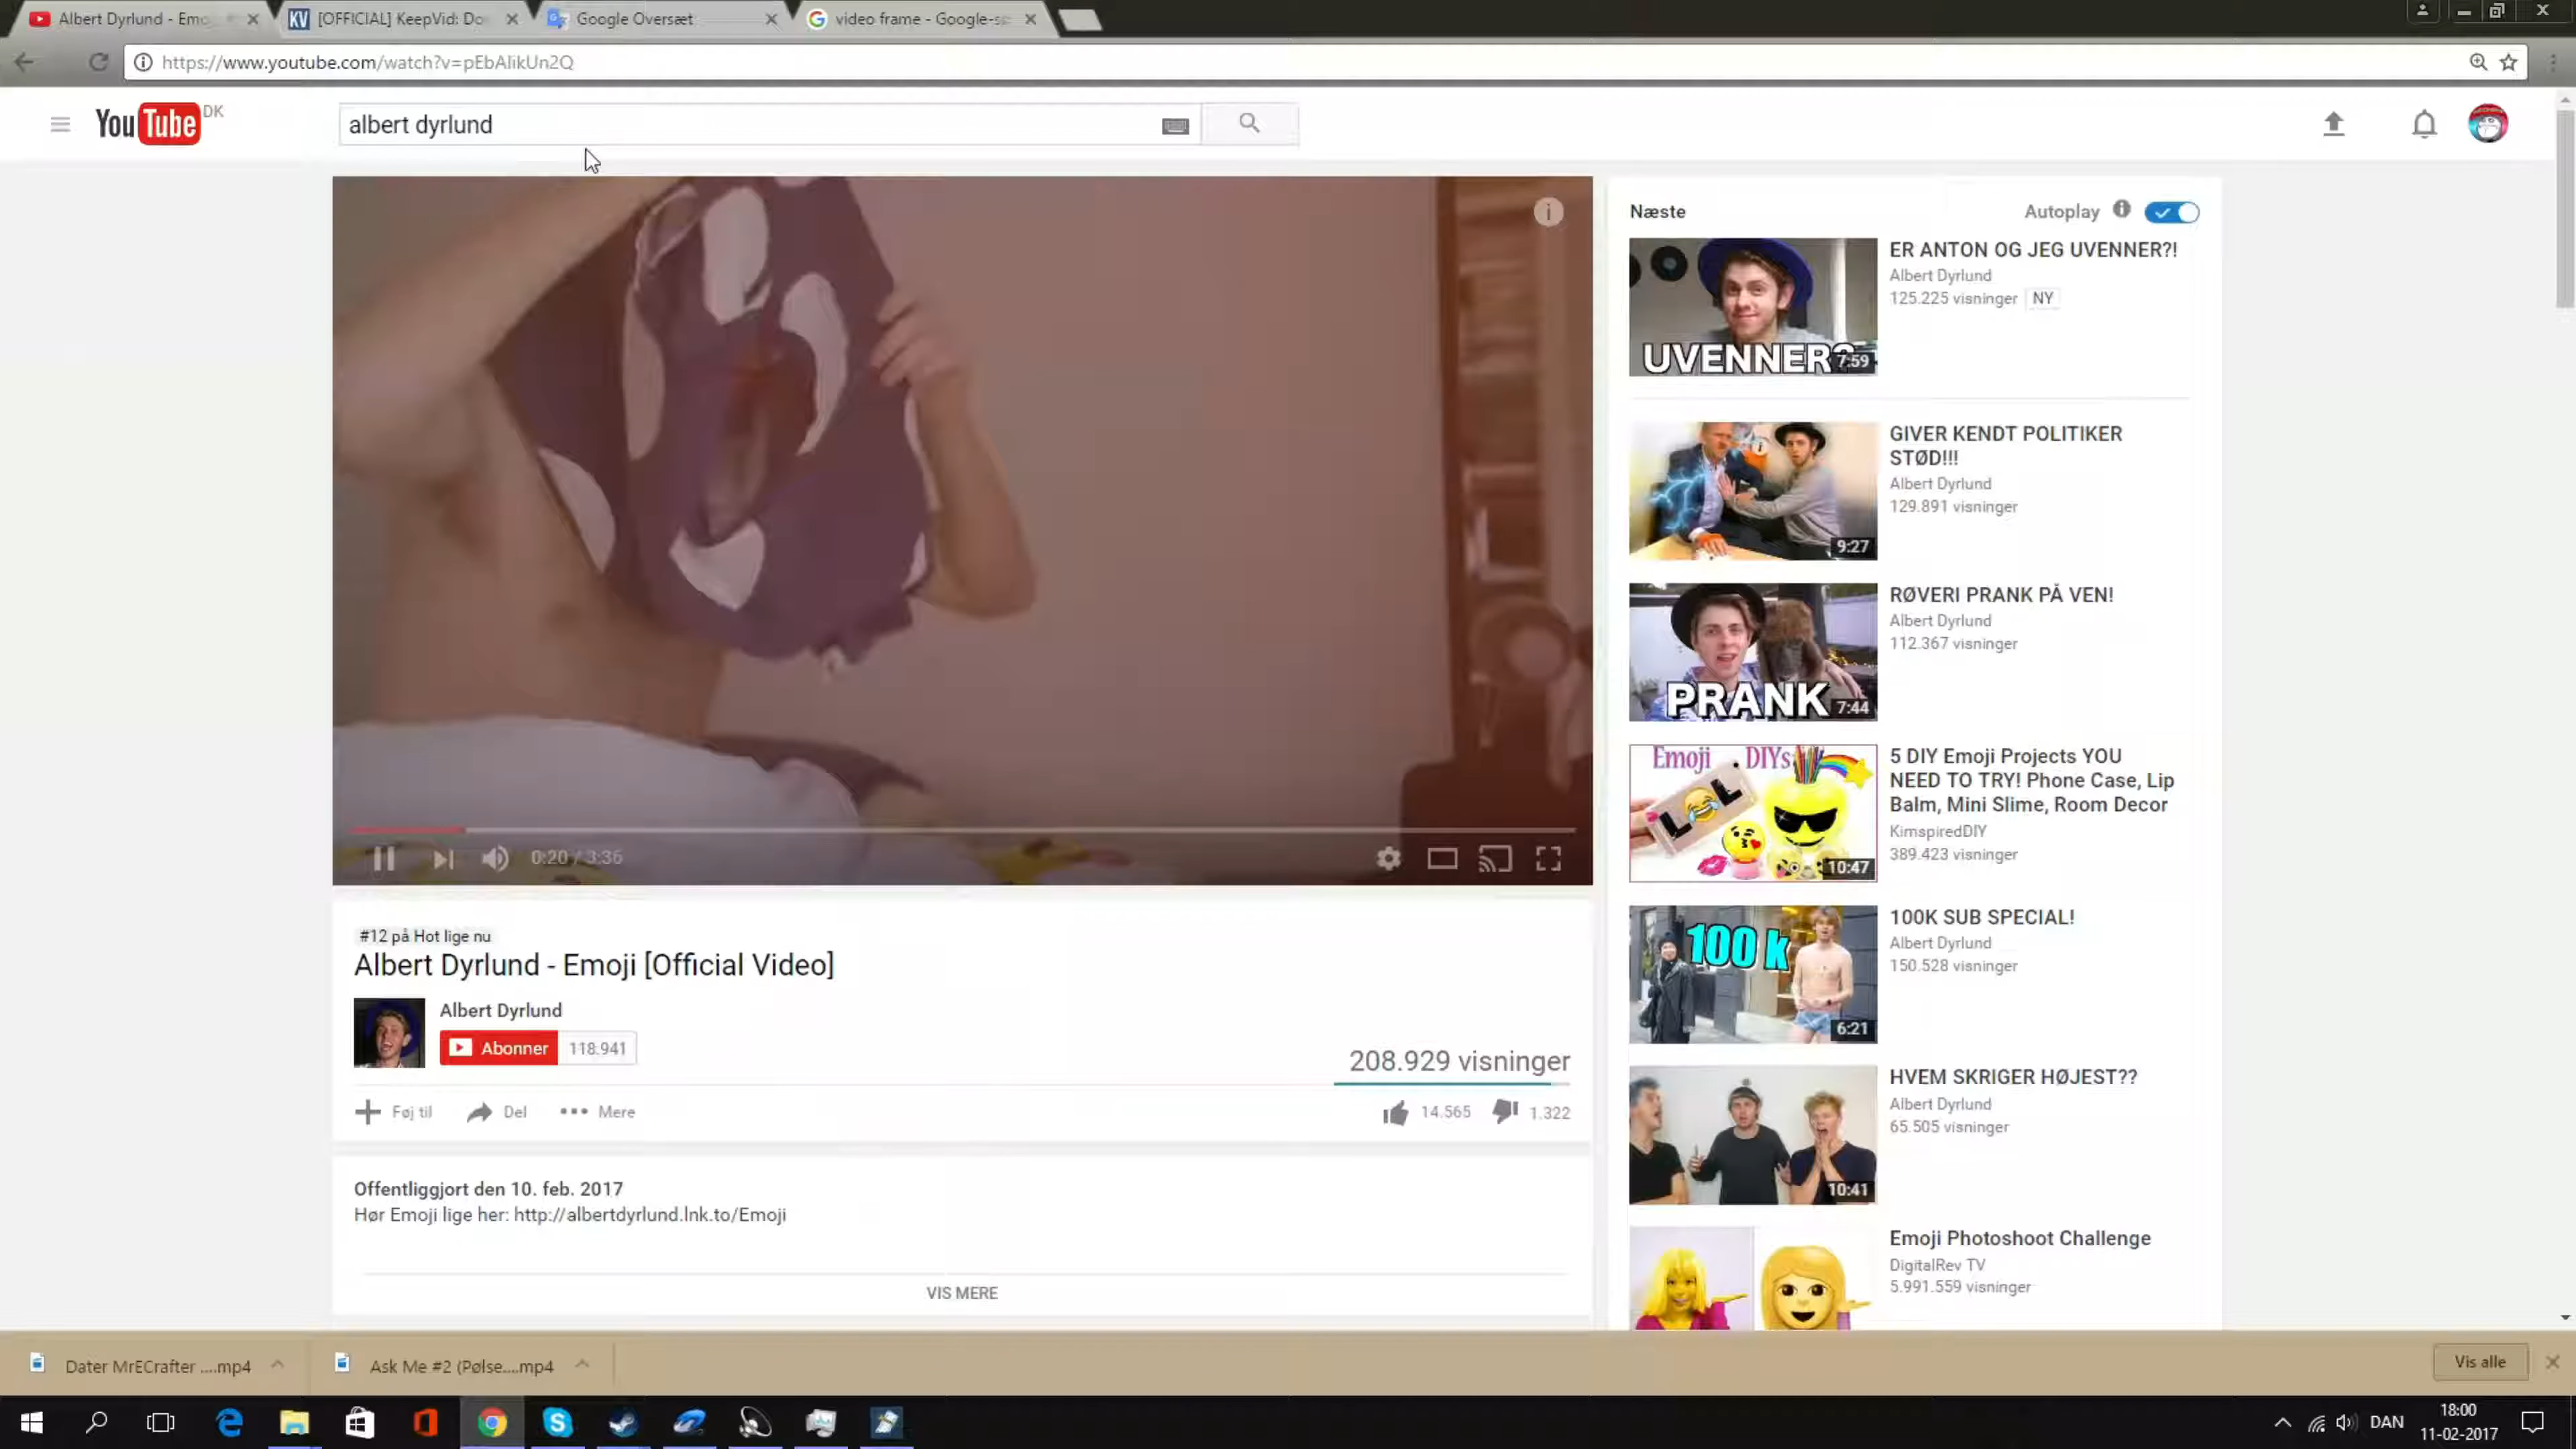 Albert Dyrlund - Emo
[OFFICIAL] KeepVid: Do
Google Oversæt
video frame - Google-s
https://www.youtube.com/watch?v=pEbAlikUn2Q
YouTube DK
albert dyrlund
0:20 / 3:36
#12 på Hot lige nu
Albert Dyrlund - Emoji [Official Video]
Albert Dyrlund
Abonner 118.941
208.929 visninger
Føj til Del Mere
14.565 1.322
Offentliggjort den 10. feb. 2017
Hør Emoji lige her: http://albertdyrlund.lnk.to/Emoji
VIS MERE
Næste Autoplay
UVENNER?
7:59
ER ANTON OG JEG UVENNER?!
Albert Dyrlund
125.225 visninger NY
9:27
GIVER KENDT POLITIKER
STØD!!!
Albert Dyrlund
129.891 visninger
PRANK
7:44
RØVERI PRANK PÅ VEN!
Albert Dyrlund
112.367 visninger
Emoji DIYs
L L
10:47
5 DIY Emoji Projects YOU
NEED TO TRY! Phone Case, Lip
Balm, Mini Slime, Room Decor
KimspiredDIY
389.423 visninger
100 k
6:21
100K SUB SPECIAL!
Albert Dyrlund
150.528 visninger
10:41
HVEM SKRIGER HØJEST??
Albert Dyrlund
65.505 visninger
Emoji Photoshoot Challenge
DigitalRev TV
5.991.559 visninger
Dater MrECrafter ....mp4
Ask Me #2 (Pølse....mp4
Vis alle
DAN
18:00
11-02-2017